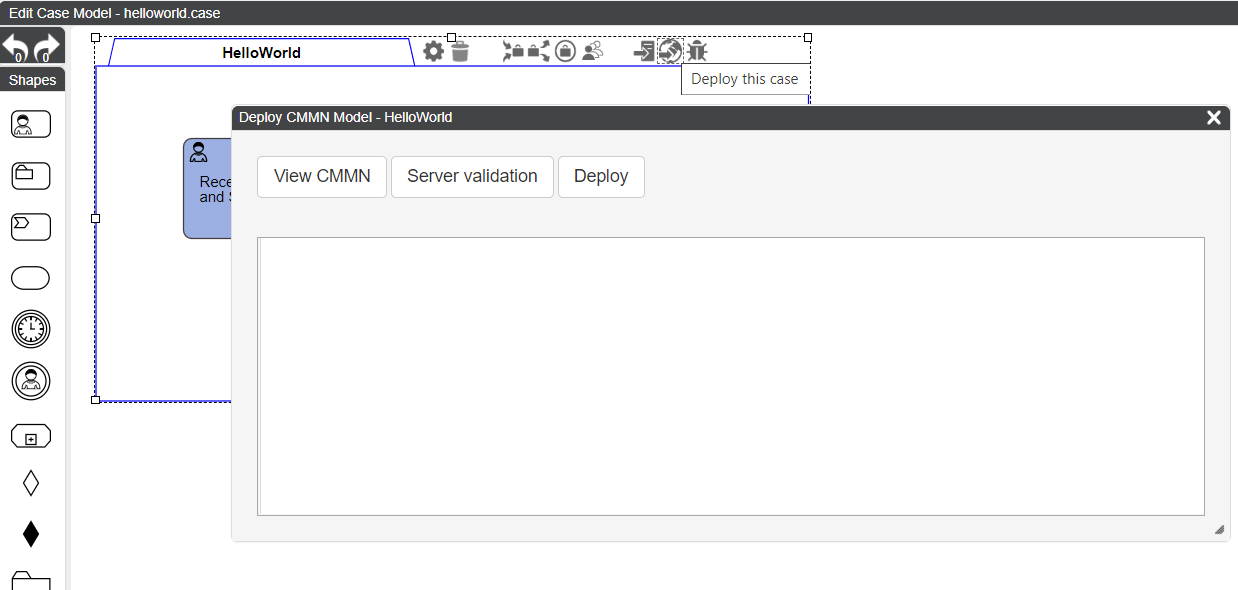 Edit Case Model - helloworld.case
0 0
HelloWorld
Shapes
Deploy this case
Deploy CMMN Model - HelloWorld
Rece
and S
View CMMN
Server validation
Deploy